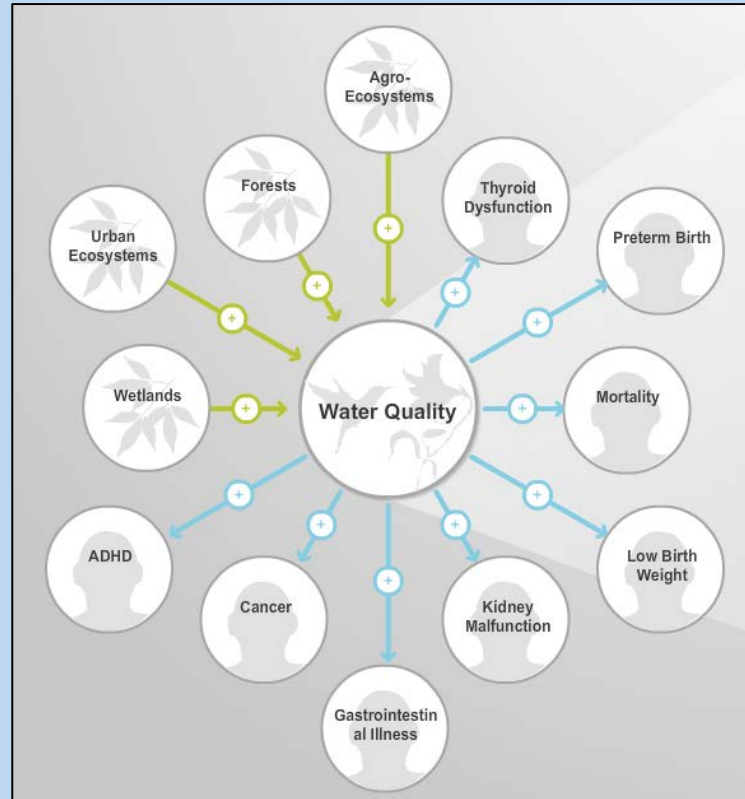 Agro-
Ecosystems
Forests
Thyroid
Dysfunction
Urban
Ecosystems
Preterm Birth
+
+
+
+
+
Wetlands
+
Water Quality
+
Mortality
+
+
+
+
+
ADHD
Cancer
Kidney
Malfunction
Low Birth
Weight
Gastrointestin
al Illness